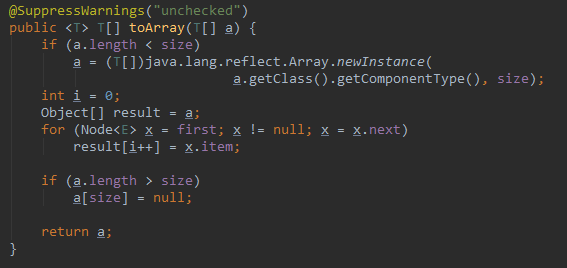 @SuppressWarnings("unchecked")
public <T> T[] toArray(T[] a) {
    if (a.length < size)
        a = (T[])java.lang.reflect.Array.newInstance(
                            a.getClass().getComponentType(), size);
    int i = 0;
    Object[] result = a;
    for (Node<E> x = first; x != null; x = x.next)
        result[i++] = x.item;

    if (a.length > size)
        a[size] = null;

    return a;
}